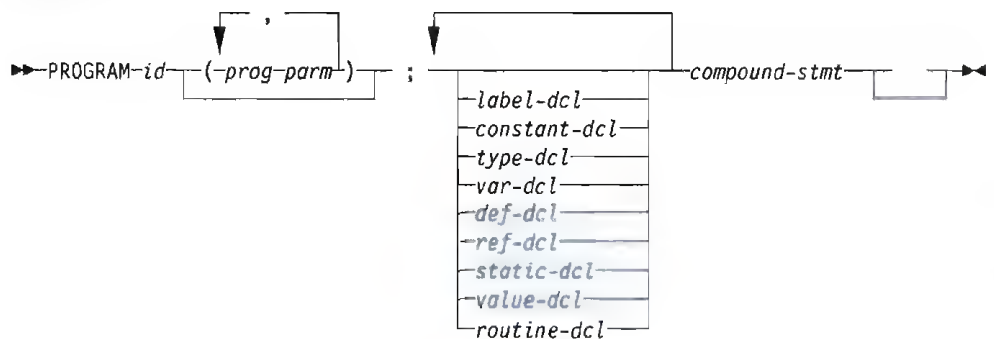 ,
PROGRAM id ( prog parm ) ; compound-stmt
label-dcl
constant-dcl
type-dcl
var-dcl
def-dcl
ref-dcl
static-dcl
value-dcl
routine-dcl